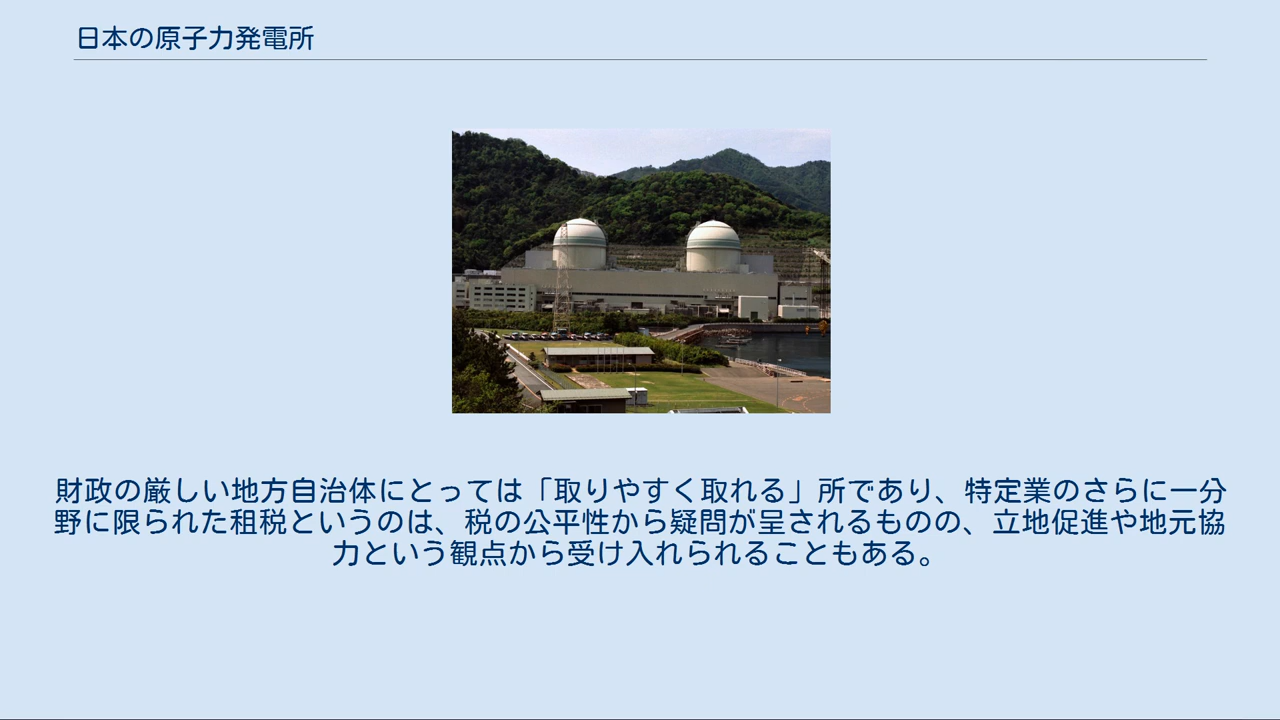 日本の原子力発電所
財政の厳しい地方自治体にとっては「取りやすく取れる」所であり、特定業のさらに一分
野に限られた租税というのは、税の公平性から疑問が呈されるものの、立地促進や地元協
力という観点から受け入れられることもある。